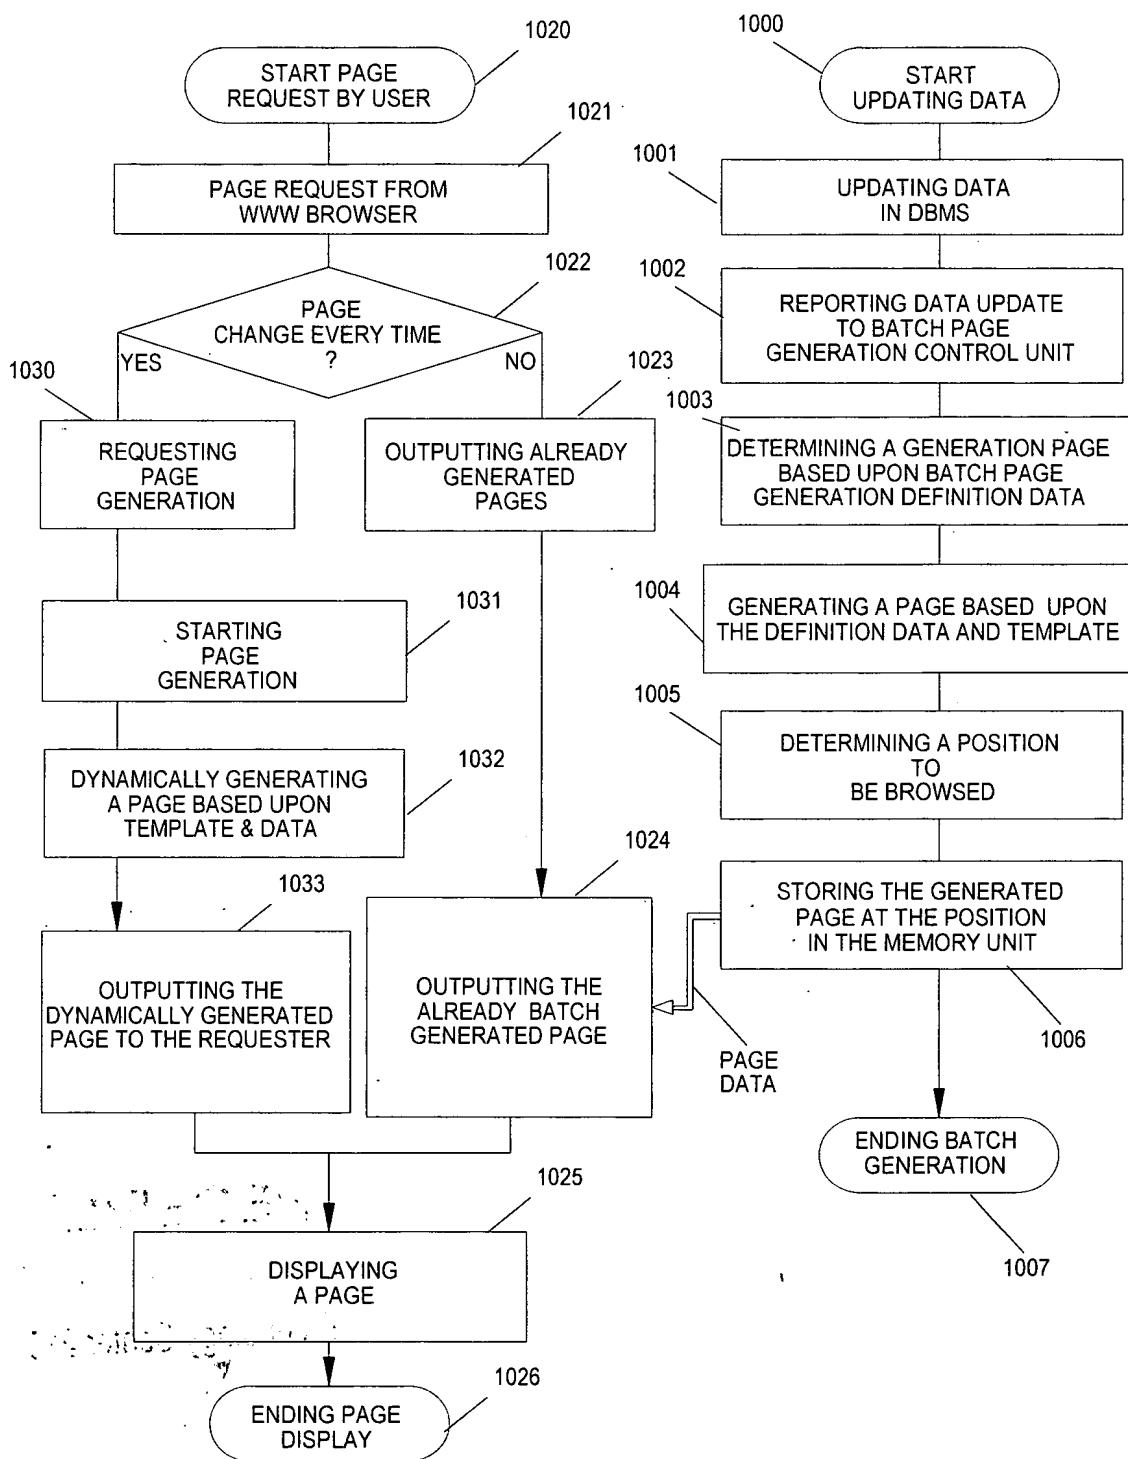 1020
START PAGE
REQUEST BY USER
1021
PAGE REQUEST FROM
WWW BROWSER
1022
PAGE
CHANGE EVERY TIME
?
YES
NO
1030
REQUESTING
PAGE
GENERATION
1023
OUTPUTTING ALREADY
GENERATED
PAGES
1031
STARTING
PAGE
GENERATION
1032
DYNAMICALLY GENERATING
A PAGE BASED UPON
TEMPLATE & DATA
1033
OUTPUTTING THE
DYNAMICALLY GENERATED
PAGE TO THE REQUESTER
1024
OUTPUTTING THE
ALREADY BATCH
GENERATED PAGE
1025
DISPLAYING
A PAGE
1026
ENDING PAGE
DISPLAY
1000
START
UPDATING DATA
1001
UPDATING DATA
IN DBMS
1002
REPORTING DATA UPDATE
TO BATCH PAGE
GENERATION CONTROL UNIT
1003
DETERMINING A GENERATION PAGE
BASED UPON BATCH PAGE
GENERATION DEFINITION DATA
1004
GENERATING A PAGE BASED UPON
THE DEFINITION DATA AND TEMPLATE
1005
DETERMINING A POSITION
TO
BE BROWSED
STORING THE GENERATED
PAGE AT THE POSITION
IN THE MEMORY UNIT
1006
PAGE
DATA
ENDING BATCH
GENERATION
1007